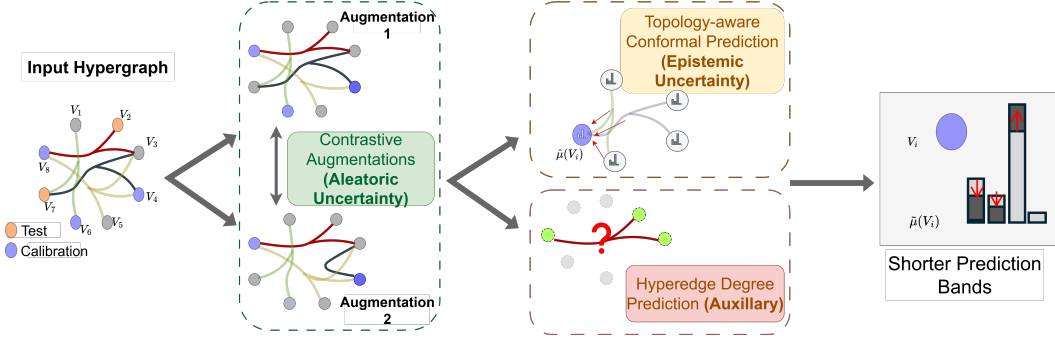 Input Hypergraph
V1
V2
V3
V8
V4
V7
V6
V5
Test
Calibration
Augmentation
1
Contrastive
Augmentations
(Aleatoric
Uncertainty)
Augmentation
2
Topology-aware
Conformal Prediction
(Epistemic
Uncertainty)
μ̃(Vi)
?
Hyperedge Degree
Prediction (Auxillary)
Vi
μ̃(Vi)
Shorter Prediction
Bands